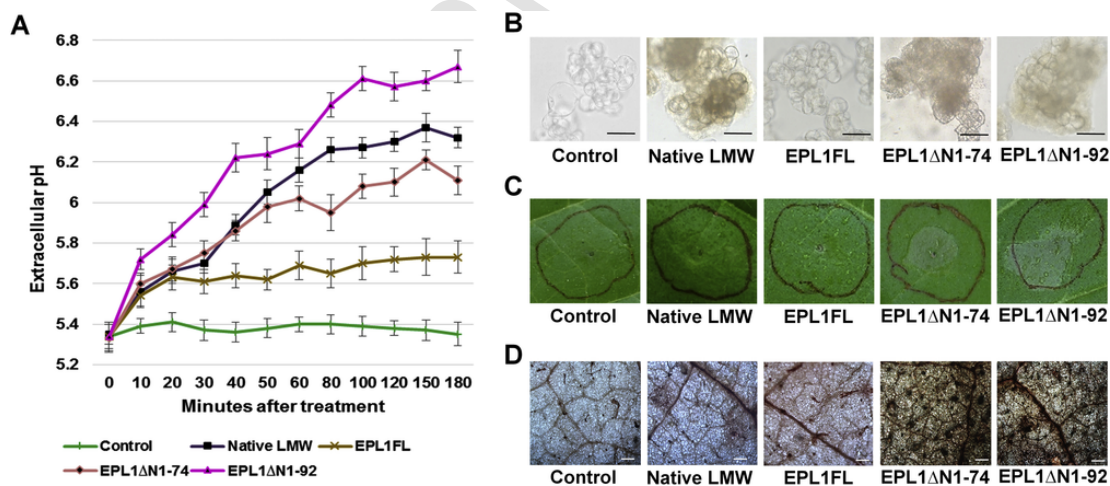 A
Extracellular pH
6.8
6.6
6.4
6.2
6
5.8
5.6
5.4
5.2
0 10 20 30 40 50 60 80 100 120 150 180
Minutes after treatment
Control Native LMW EPL1FL
EPL1ΔN1-74 EPL1ΔN1-92
B
Control Native LMW EPL1FL EPL1ΔN1-74 EPL1ΔN1-92
C
Control Native LMW EPL1FL EPL1ΔN1-74 EPL1ΔN1-92
D
Control Native LMW EPL1FL EPL1ΔN1-74 EPL1ΔN1-92